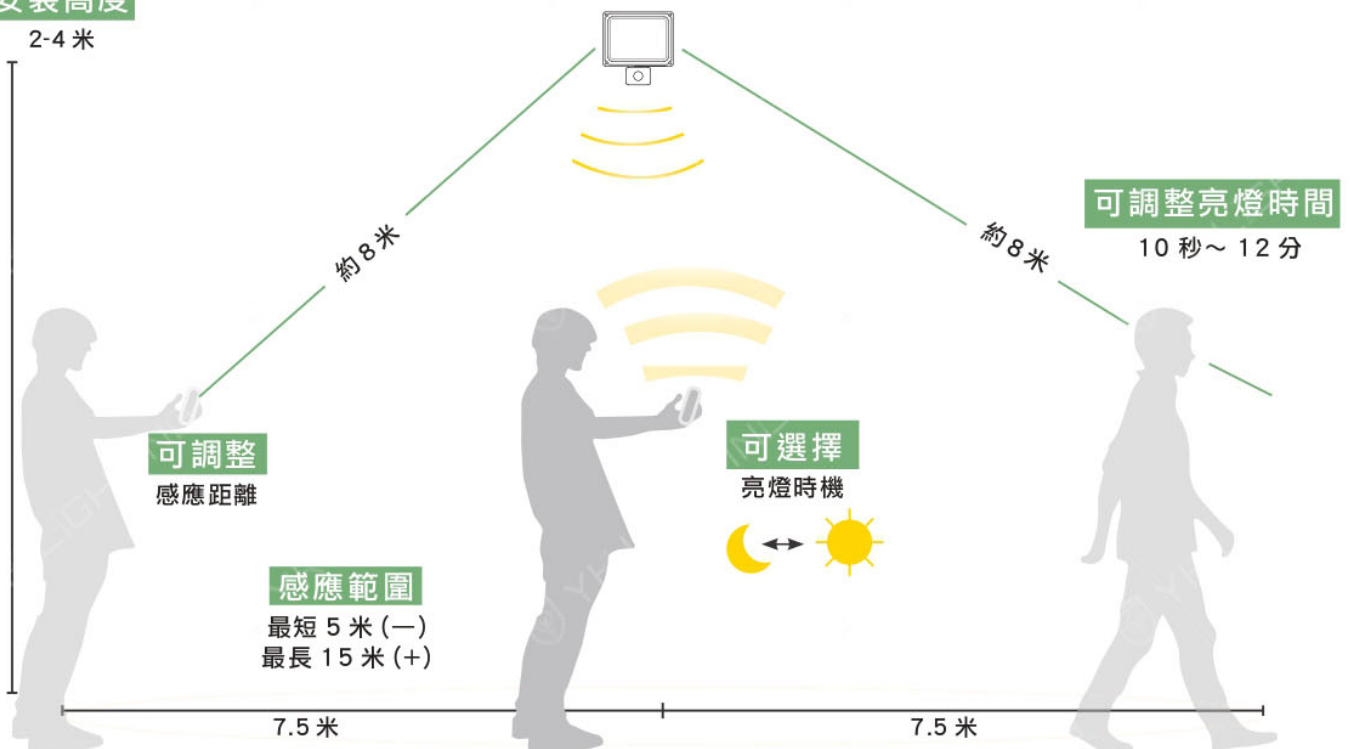 安裝高度
2-4 米
約 8 米
約 8 米
可調整亮燈時間
10 秒～ 12 分
可調整
感應距離
可選擇
亮燈時機
感應範圍
最短 5 米 (—)
最長 15 米 (+)
7.5 米
7.5 米